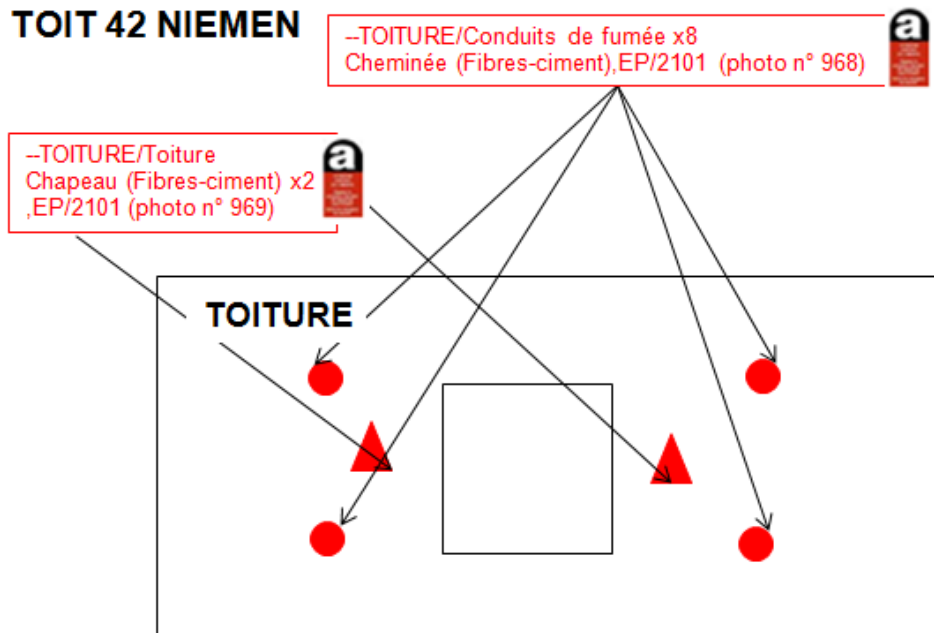 TOIT 42 NIEMEN
--TOITURE/Conduits de fumée x8
Cheminée (Fibres-ciment),EP/2101 (photo n° 968)
a
--TOITURE/Toiture
Chapeau (Fibres-ciment) x2
,EP/2101 (photo n° 969)
a
TOITURE